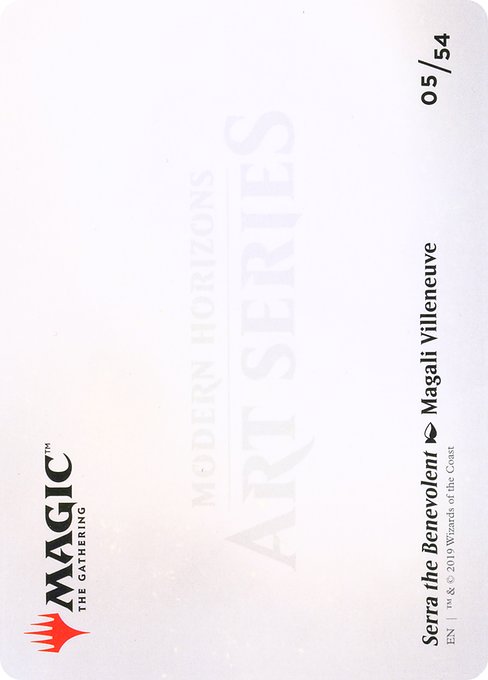 05/54
MODERN HORIZONS
ART SERIES
MAGIC™
THE GATHERING
Serra the Benevolent Magali Villeneuve
EN | ™ & © 2019 Wizards of the Coast